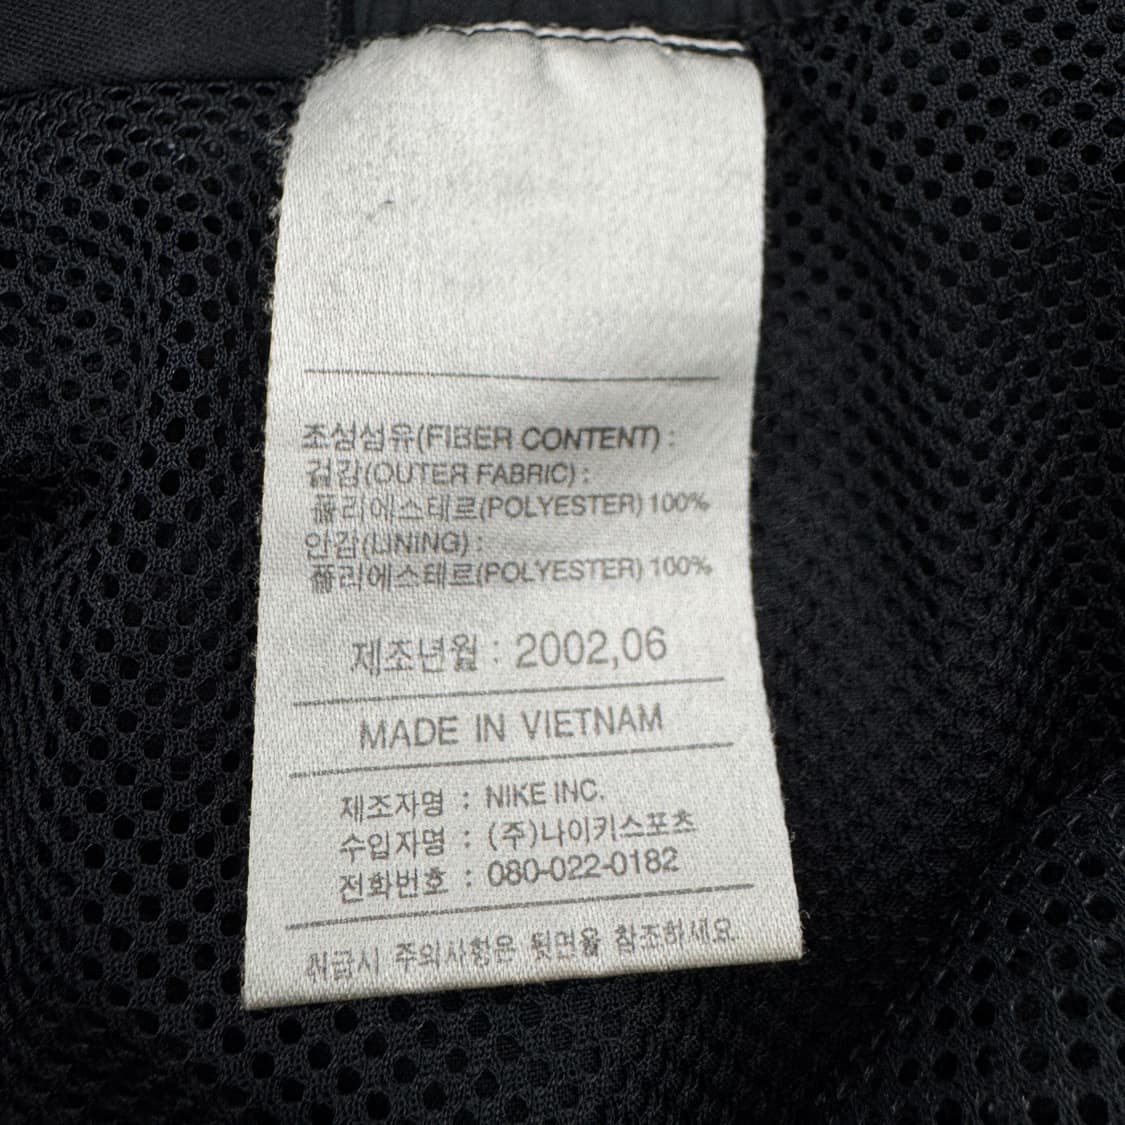 조성섬유(FIBER CONTENT) :
겉감(OUTER FABRIC) :
폴리에스테르(POLYESTER) 100%
안감(LINING) :
폴리에스테르(POLYESTER) 100%
제조년월 : 2002,06
MADE IN VIETNAM
제조자명 : NIKE INC.
수입자명 : (주)나이키스포츠
전화번호 : 080-022-0182
취급시 주의사항은 뒷면을 참조하세요.